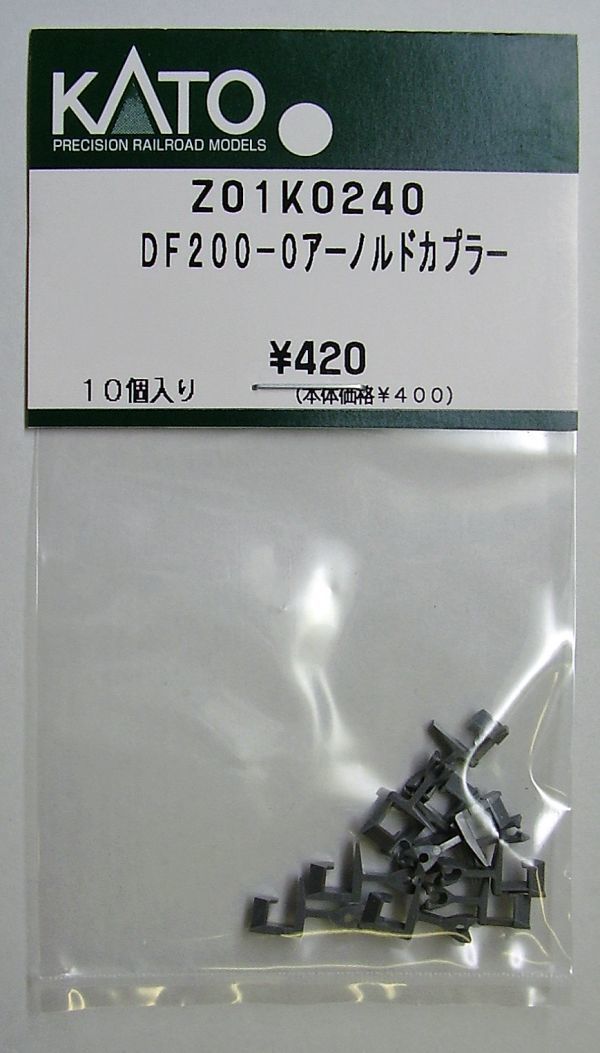 KATO
PRECISION RAILROAD MODELS
Z01K0240
DF200-0アーノルドカプラー
¥420
10個入り
(本体価格¥400)